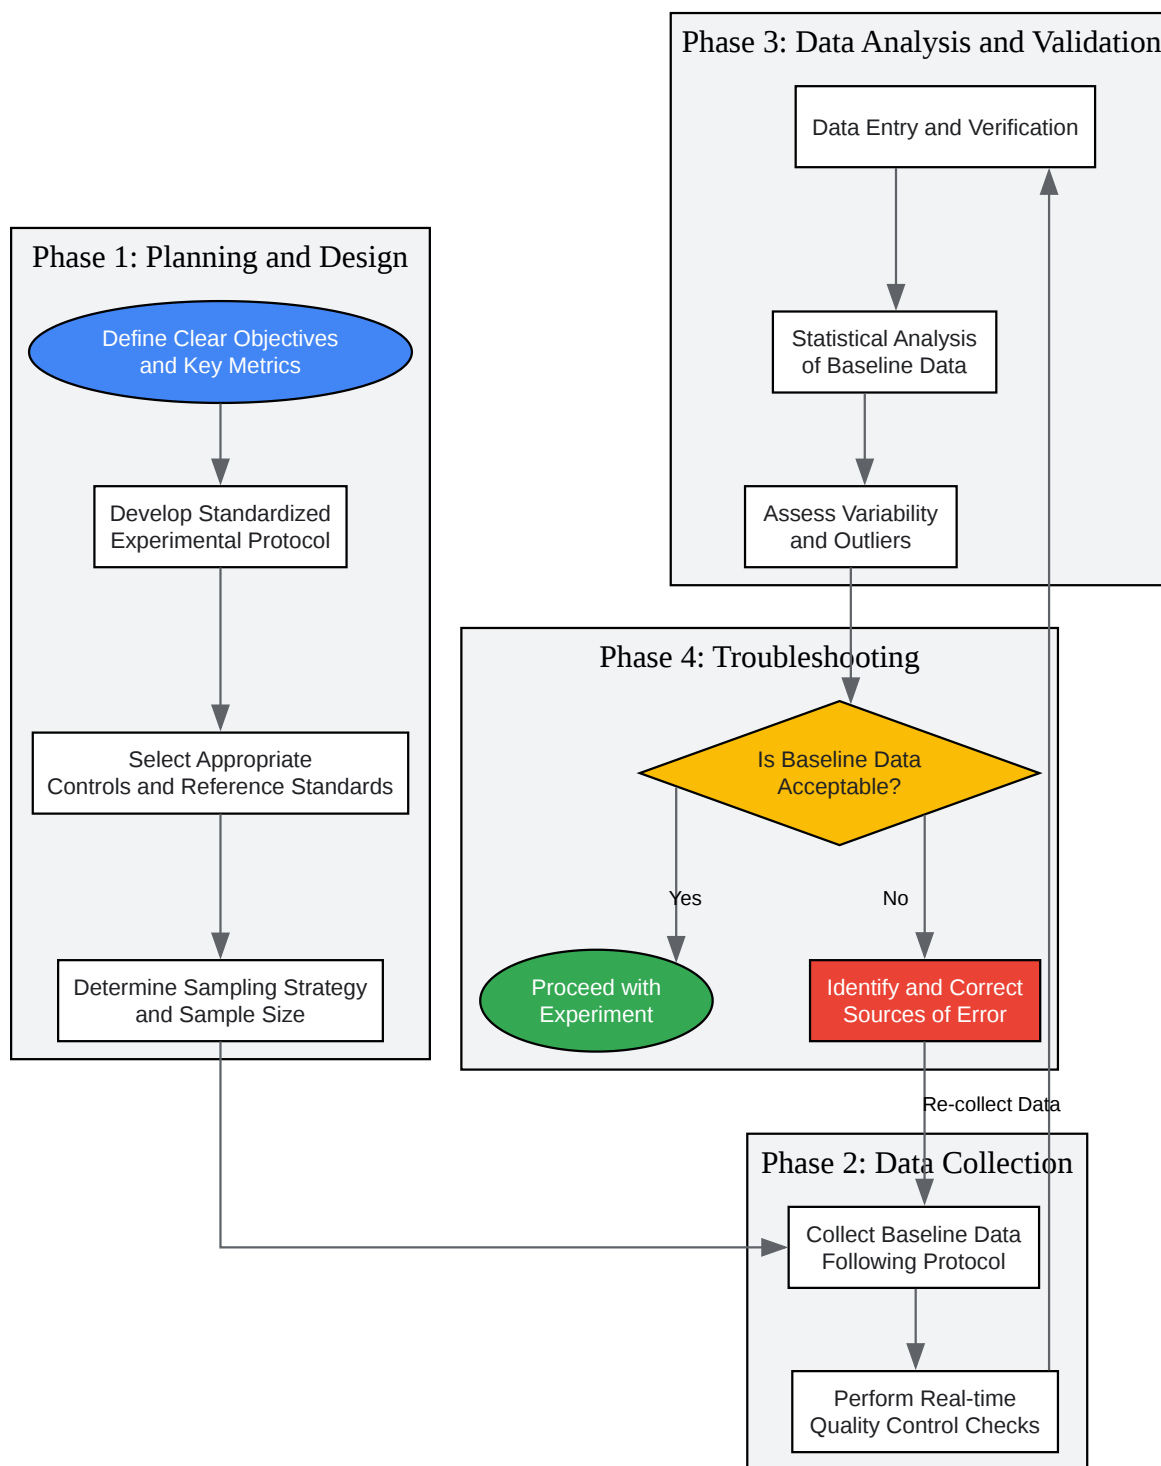 Phase 3: Data Analysis and Validation
Data Entry and Verification
Statistical Analysis
of Baseline Data
Assess Variability
and Outliers
Phase 1: Planning and Design
Define Clear Objectives
and Key Metrics
Develop Standardized
Experimental Protocol
Select Appropriate
Controls and Reference Standards
Determine Sampling Strategy
and Sample Size
Phase 4: Troubleshooting
Is Baseline Data
Acceptable?
Yes
No
Proceed with
Experiment
Identify and Correct
Sources of Error
Re-collect Data
Phase 2: Data Collection
Collect Baseline Data
Following Protocol
Perform Real-time
Quality Control Checks